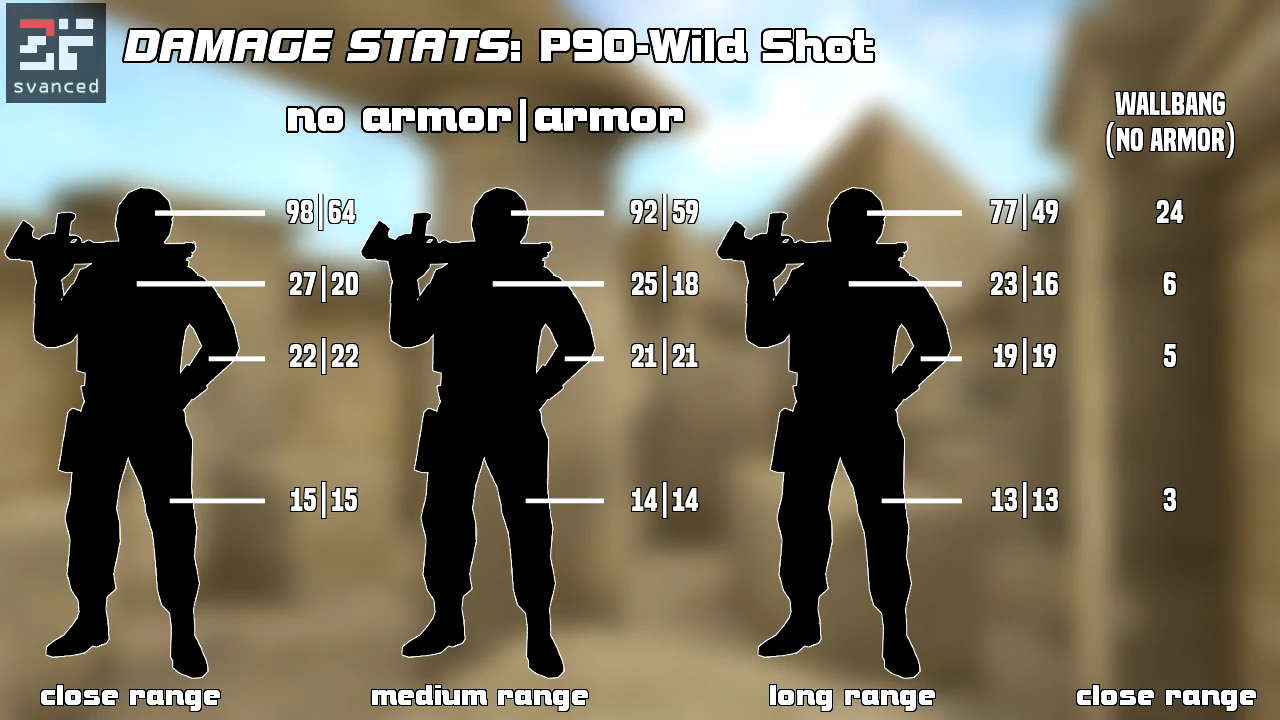 svanced
DAMAGE STATS: P90-Wild Shot
no armor|armor
WALLBANG
(NO ARMOR)
98|64 92|59 77|49 24
27|20 25|18 23|16 6
22|22 21|21 19|19 5
15|15 14|14 13|13 3
close range medium range long range close range